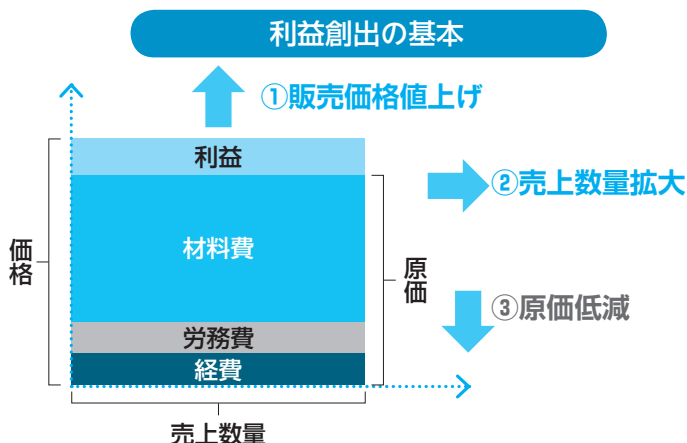 利益創出の基本
①販売価格値上げ
利益
②売上数量拡大
材料費
価格
原価
③原価低減
労務費
経費
売上数量